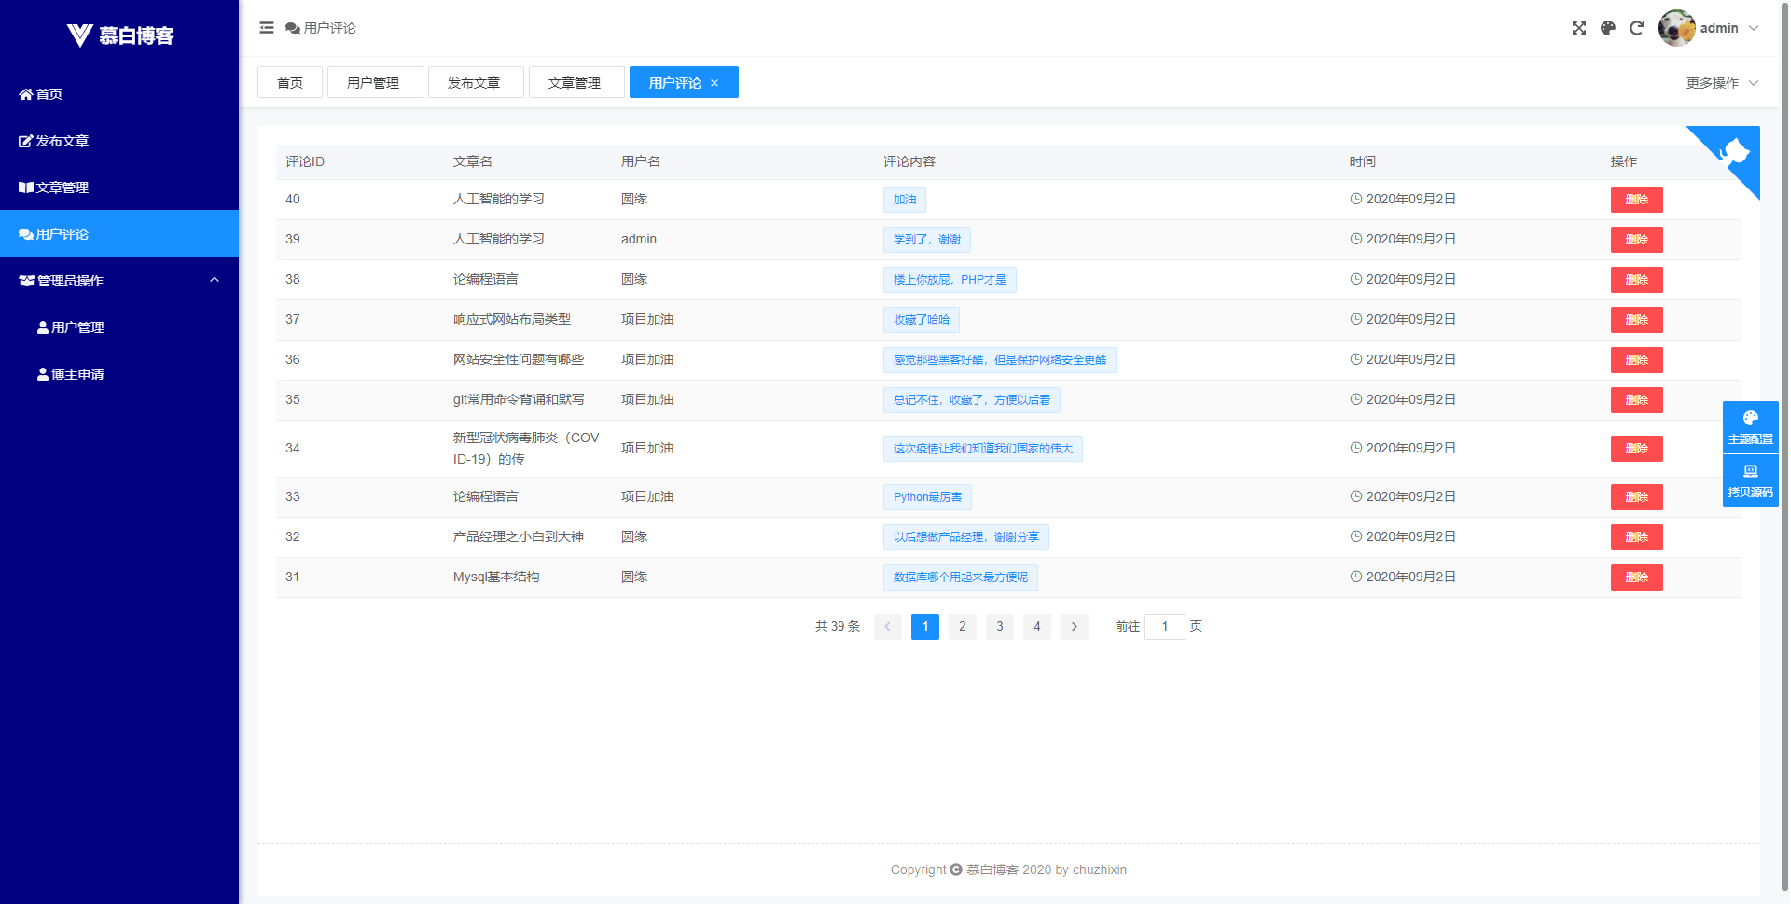 慕白博客
首页
发布文章
文章管理
用户评论
管理员操作
用户管理
博主申请
用户评论
admin
首页 用户管理 发布文章 文章管理 用户评论 ×
更多操作
评论ID 文章名 用户名 评论内容 时间 操作
40 人工智能的学习 圆缘 加油 2020年09月2日 删除
39 人工智能的学习 admin 学到了，谢谢 2020年09月2日 删除
38 论编程语言 圆缘 楼上你放屁，PHP才是 2020年09月2日 删除
37 响应式网站布局类型 项目加油 收藏了哈哈 2020年09月2日 删除
36 网站安全性问题有哪些 项目加油 感觉那些黑客好酷，但是保护网络安全更酷 2020年09月2日 删除
35 git常用命令背诵和默写 项目加油 总记不住，收藏了，方便以后看 2020年09月2日 删除
34 新型冠状病毒肺炎（COV
ID-19）的传 项目加油 这次疫情让我们知道我们国家的伟大 2020年09月2日 删除
33 论编程语言 项目加油 Python最厉害 2020年09月2日 删除
32 产品经理之小白到大神 圆缘 以后想做产品经理，谢谢分享 2020年09月2日 删除
31 Mysql基本结构 圆缘 数据库哪个用起来最方便呢 2020年09月2日 删除
主题配置
拷贝源码
共 39 条 1 2 3 4 前往 1 页
Copyright © 慕白博客 2020 by chuzhixin